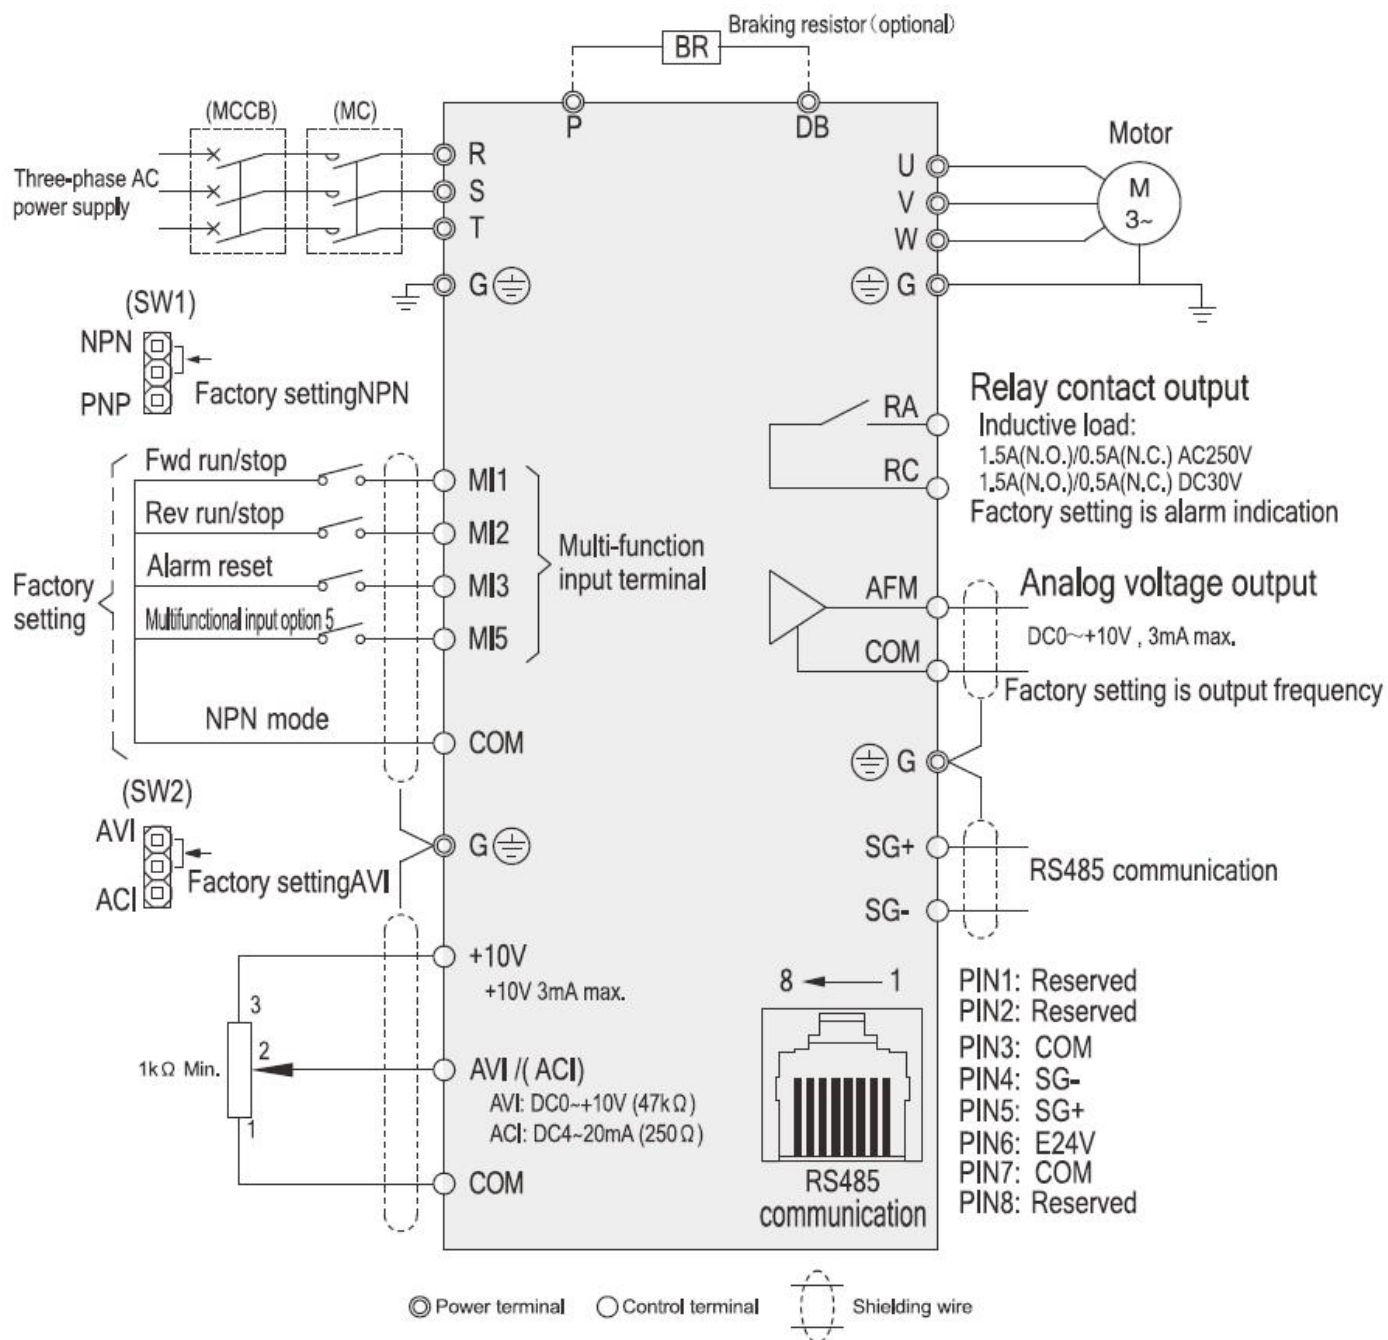 Braking resistor (optional)
BR
P
DB
(MCCB)
(MC)
Three-phase AC
power supply
R
S
T
G
U
V
W
G
Motor
M
3~
(SW1)
NPN
PNP
Factory settingNPN
RA
RC
Relay contact output
Inductive load:
1.5A(N.O.)/0.5A(N.C.) AC250V
1.5A(N.O.)/0.5A(N.C.) DC30V
Factory setting is alarm indication
Factory
setting
Fwd run/stop
Rev run/stop
Alarm reset
Multifunctional input option 5
NPN mode
MI1
MI2
MI3
MI5
COM
Multi-function
input terminal
AFM
COM
Analog voltage output
DC0~+10V , 3mA max.
Factory setting is output frequency
G
(SW2)
AVI
ACI
Factory settingAVI
G
SG+
SG-
RS485 communication
+10V
+10V 3mA max.
3
2
1
1kΩ Min.
AVI /( ACI)
AVI: DC0~+10V (47kΩ)
ACI: DC4~20mA (250Ω)
COM
8
1
RS485
communication
PIN1: Reserved
PIN2: Reserved
PIN3: COM
PIN4: SG-
PIN5: SG+
PIN6: E24V
PIN7: COM
PIN8: Reserved
Power terminal
Control terminal
Shielding wire